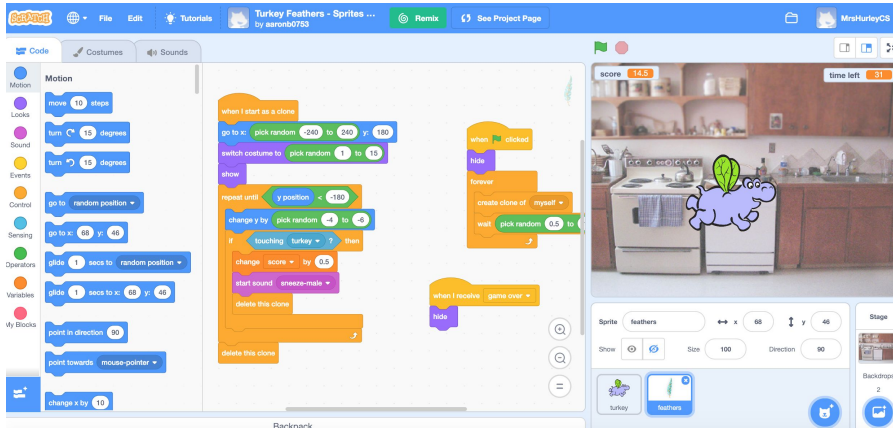 SCRATCH
File
Edit
Tutorials
Turkey Feathers - Sprites ...
by aaronb0753
Remix
See Project Page
MrsHurleyCS
Code
Costumes
Sounds
Motion
Looks
Sound
Events
Control
Sensing
Operators
Variables
My Blocks
Motion
move 10 steps
turn 15 degrees
turn 15 degrees
go to random position
go to x: 68 y: 46
glide 1 secs to random position
glide 1 secs to x: 68 y: 46
point in direction 90
point towards mouse-pointer
change x by 10
when I start as a clone
go to x: pick random -240 to 240 y: 180
switch costume to pick random 1 to 15
show
repeat until y position < -180
change y by pick random -4 to -6
if touching turkey ? then
change score by 0.5
start sound sneeze-male
delete this clone
delete this clone
when clicked
hide
forever
create clone of myself
wait pick random 0.5 to
when I receive game over
hide
Backpack
score 14.5
time left 31
Sprite feathers x 68 y 46
Show Size 100 Direction 90
turkey
feathers
Stage
Backdrops
2